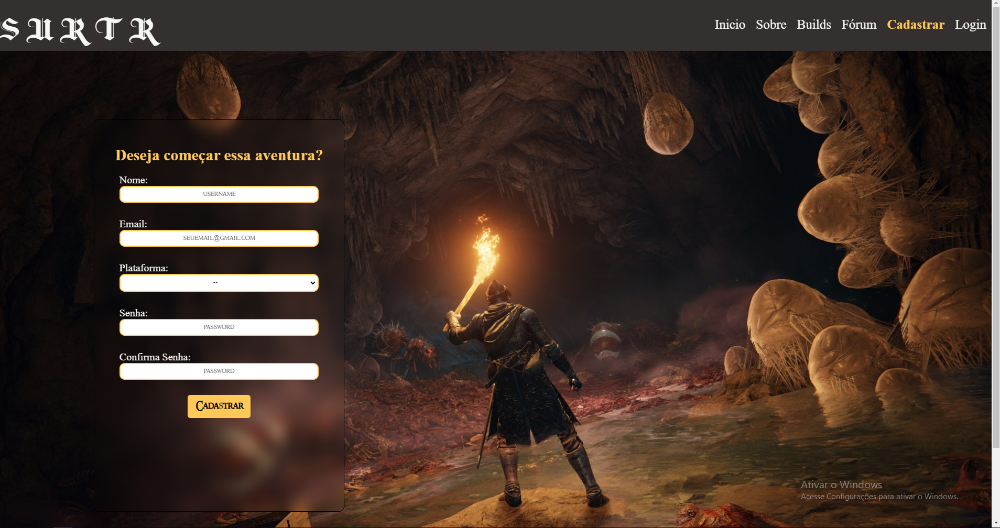 SURTR
Inicio Sobre Builds Fórum Cadastrar Login
Deseja começar essa aventura?
Nome:
USERNAME
Email:
SEUEMAIL@GMAIL.COM
Plataforma:
--
Senha:
PASSWORD
Confirma Senha:
PASSWORD
Cadastrar
Ativar o Windows
Acesse Configurações para ativar o Windows.